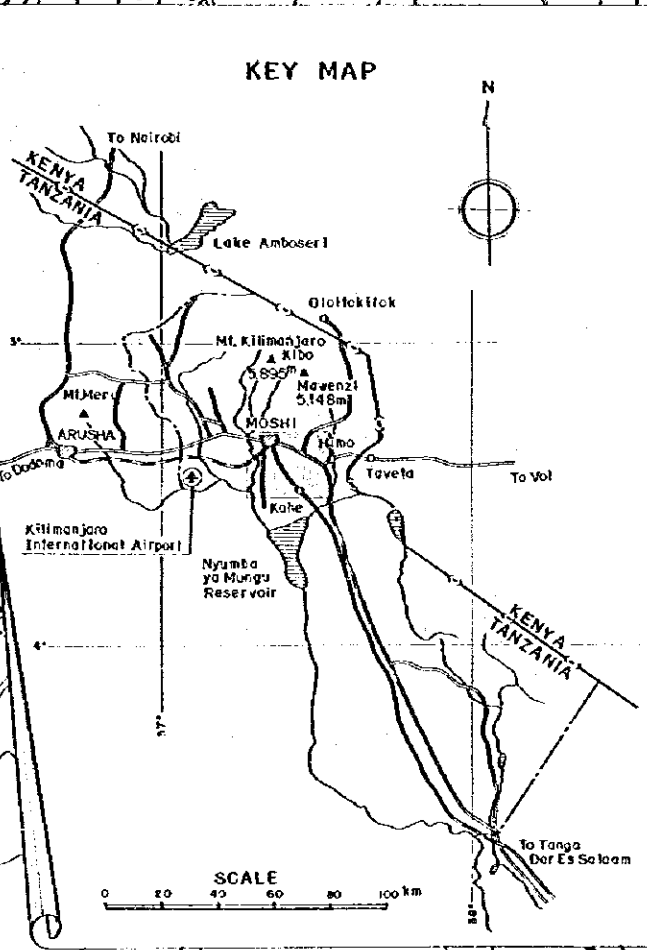 KEY MAP
N
To Nairobi
KENYA
TANZANIA
Lake Amboseli
Oloitokitok
3°
Mt. Kilimanjaro
Kibo
5,895m
Mawenzi
5,148m
Mt.Meru
ARUSHA
MOSHI
Himo
To Dodoma
Taveta
To Voi
Kahe
Kilimanjaro
International Airport
Nyumba
ya Mungu
Reservoir
KENYA
TANZANIA
4°
37°
To Tanga
Dar Es Salaam
SCALE
0 20 40 60 80 100 km
38°